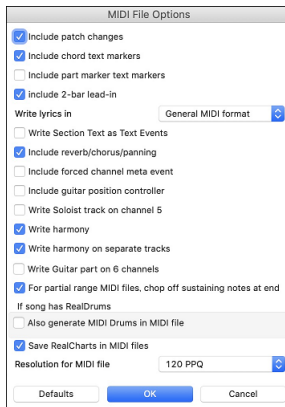 MIDI File Options
Include patch changes
Include chord text markers
Include part marker text markers
include 2-bar lead-in
Write lyrics in General MIDI format
Write Section Text as Text Events
Include reverb/chorus/panning
Include forced channel meta event
Include guitar position controller
Write Soloist track on channel 5
Write harmony
Write harmony on separate tracks
Write Guitar part on 6 channels
For partial range MIDI files, chop off sustaining notes at end
If song has RealDrums
Also generate MIDI Drums in MIDI file
Save RealCharts in MIDI files
Resolution for MIDI file 120 PPQ
Defaults OK Cancel